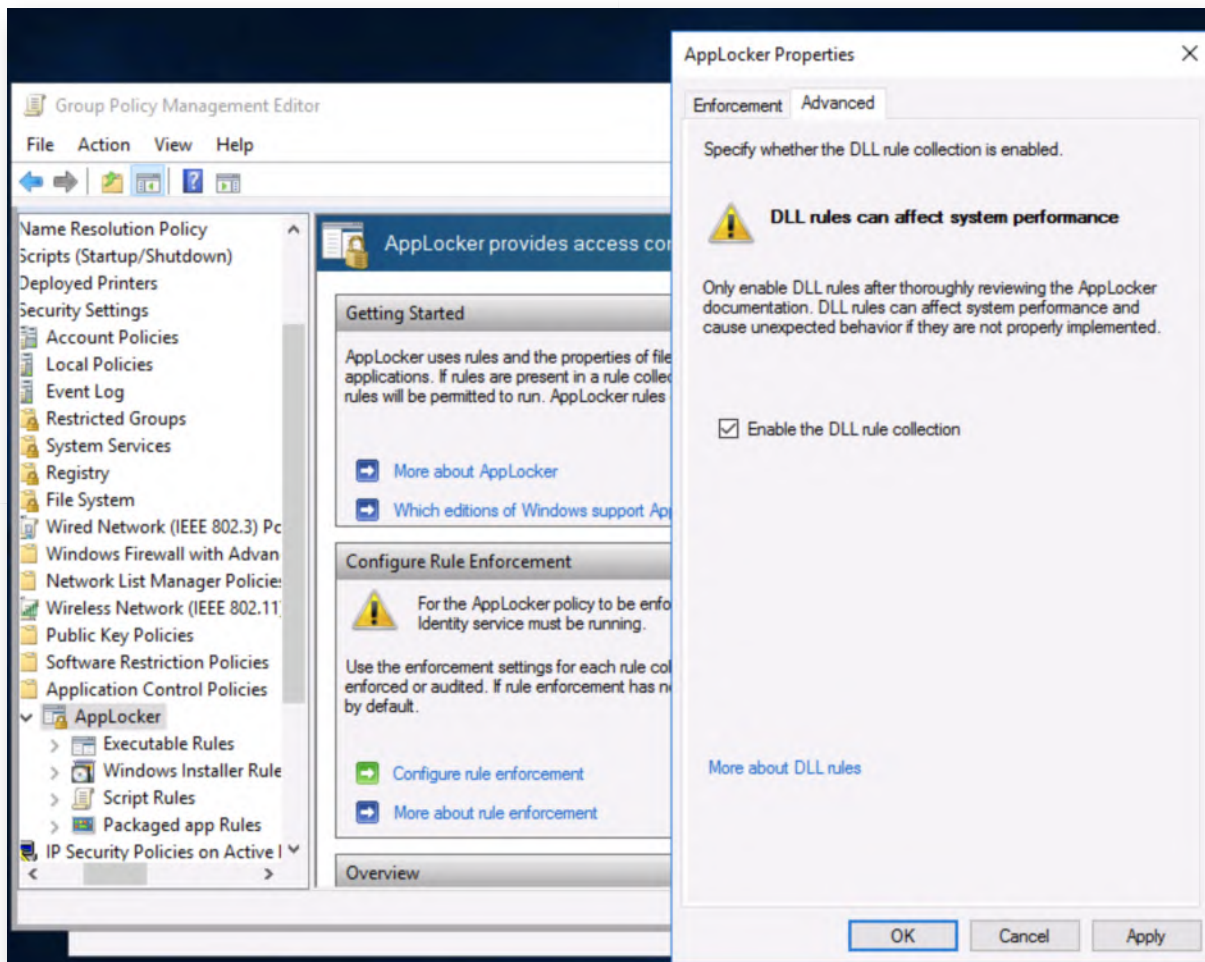 Group Policy Management Editor
File Action View Help
Name Resolution Policy
Scripts (Startup/Shutdown)
Deployed Printers
Security Settings
Account Policies
Local Policies
Event Log
Restricted Groups
System Services
Registry
File System
Wired Network (IEEE 802.3) Pc
Windows Firewall with Advan
Network List Manager Policies
Wireless Network (IEEE 802.11)
Public Key Policies
Software Restriction Policies
Application Control Policies
AppLocker
Executable Rules
Windows Installer Rule
Script Rules
Packaged app Rules
IP Security Policies on Active
AppLocker provides access cor
Getting Started
AppLocker uses rules and the properties of file
applications. If rules are present in a rule collec
rules will be permitted to run. AppLocker rules
More about AppLocker
Which editions of Windows support App
Configure Rule Enforcement
For the AppLocker policy to be enfo
Identity service must be running.
Use the enforcement settings for each rule col
enforced or audited. If rule enforcement has n
by default.
Configure rule enforcement
More about rule enforcement
Overview
AppLocker Properties
Enforcement Advanced
Specify whether the DLL rule collection is enabled.
DLL rules can affect system performance
Only enable DLL rules after thoroughly reviewing the AppLocker
documentation. DLL rules can affect system performance and
cause unexpected behavior if they are not properly implemented.
Enable the DLL rule collection
More about DLL rules
OK Cancel Apply